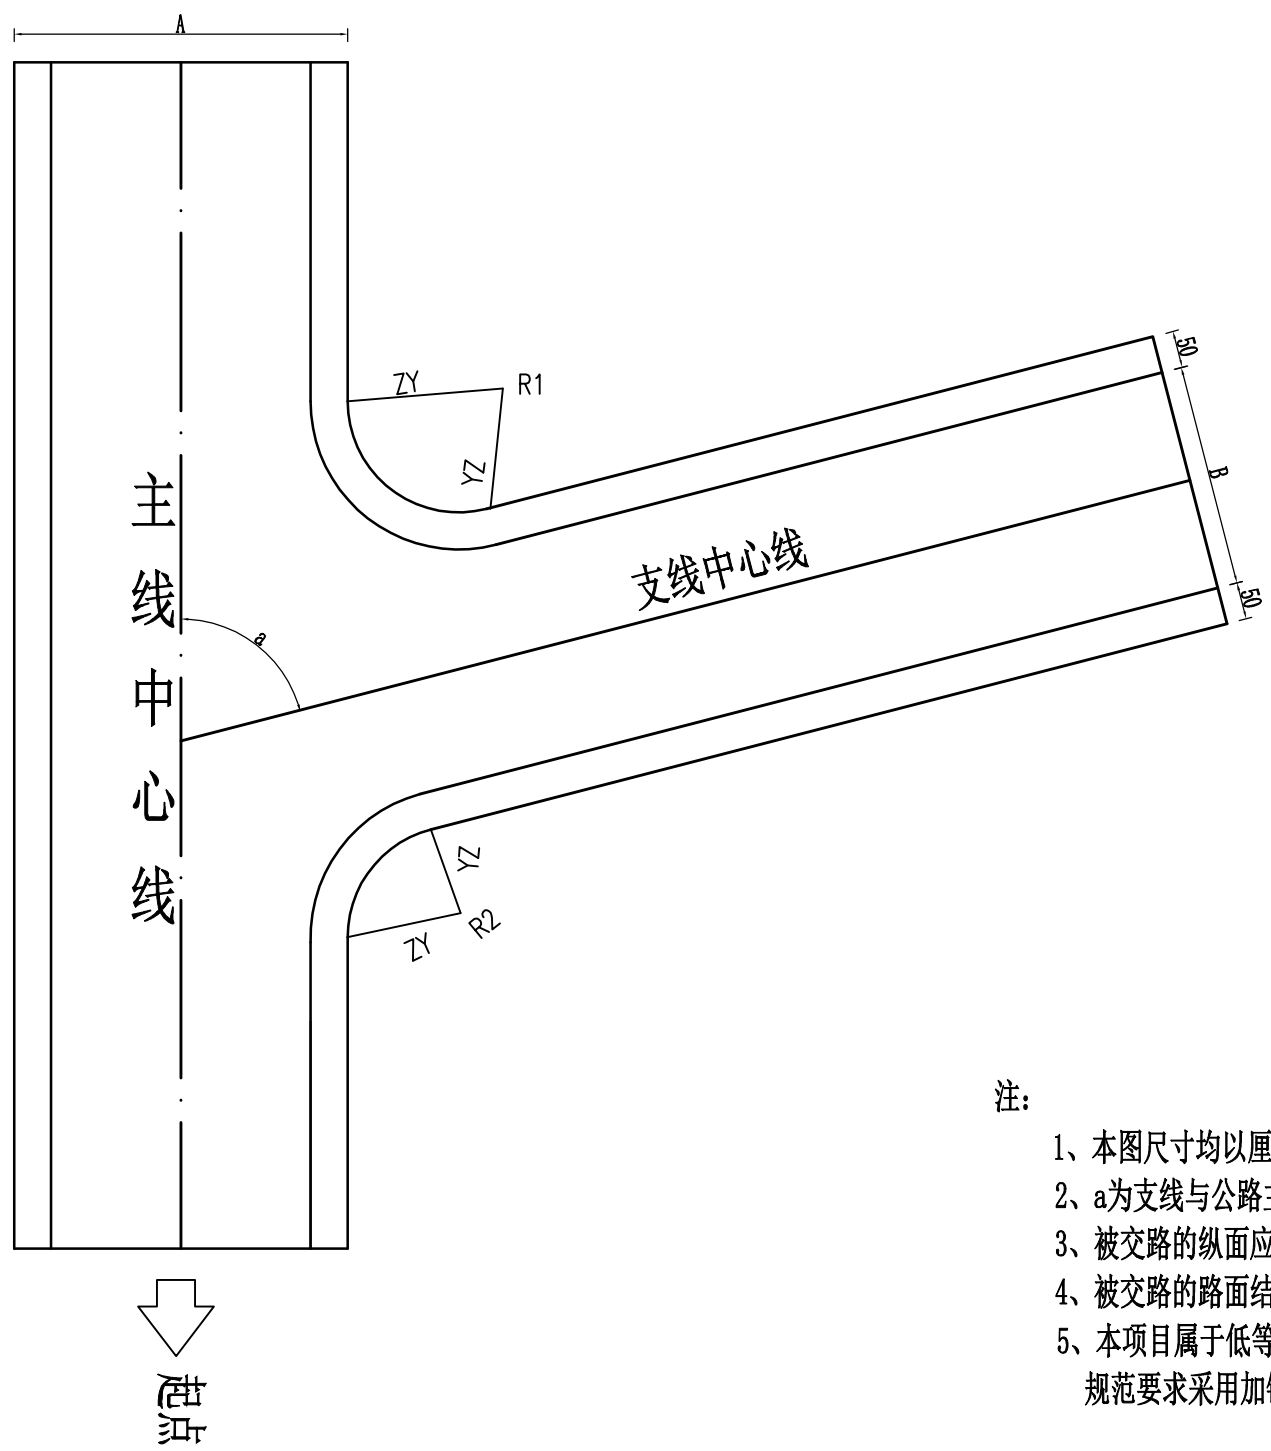 A
ZY
R1
YZ
50
B
50
主线中心线
支线中心线
a
YZ
R2
ZY
注:
1、本图尺寸均以厘
2、a为支线与公路
3、被交路的纵面应
4、被交路的路面结
5、本项目属于低等
规范要求采用加
起点